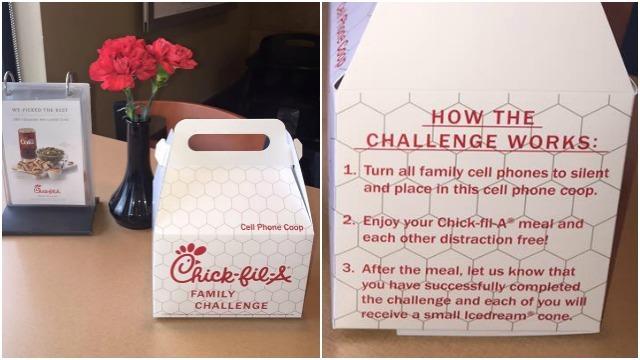 WE PICKED THE BEST
Coke
Chick-fil-A
Cell Phone Coop
Chick-fil-A
FAMILY
CHALLENGE
HOW THE
CHALLENGE WORKS:
1. Turn all family cell phones to silent
and place in this cell phone coop.
2. Enjoy your Chick-fil-A® meal and
each other distraction free!
3. After the meal, let us know that
you have successfully completed
the challenge and each of you will
receive a small Icedream® cone.